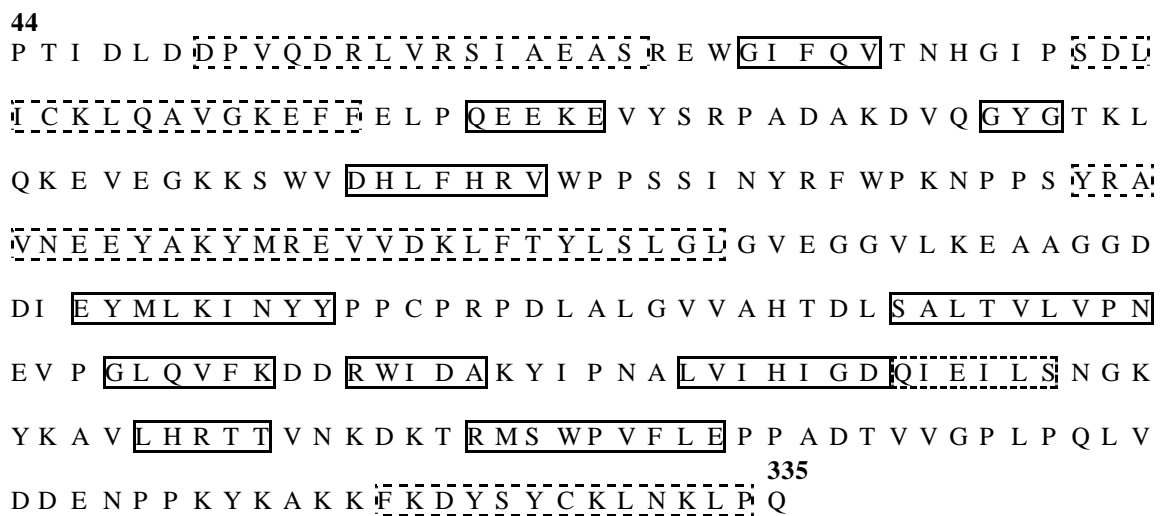 44
P T I D L D D P V Q D R L V R S I A E A S R E W G I F Q V T N H G I P S D L
I C K L Q A V G K E F F E L P Q E E K E V Y S R P A D A K D V Q G Y G T K L
Q K E V E G K K S W V D H L F H R V W P P S S I N Y R F W P K N P P S Y R A
V N E E Y A K Y M R E V V D K L F T Y L S L G L G V E G G V L K E A A G G D
D I E Y M L K I N Y Y P P C P R P D L A L G V V A H T D L S A L T V L V P N
E V P G L Q V F K D D R W I D A K Y I P N A L V I H I G D Q I E I L S N G K
Y K A V L H R T T V N K D K T R M S W P V F L E P P A D T V V G P L P Q L V
335
D D E N P P K Y K A K K F K D Y S Y C K L N K L P Q